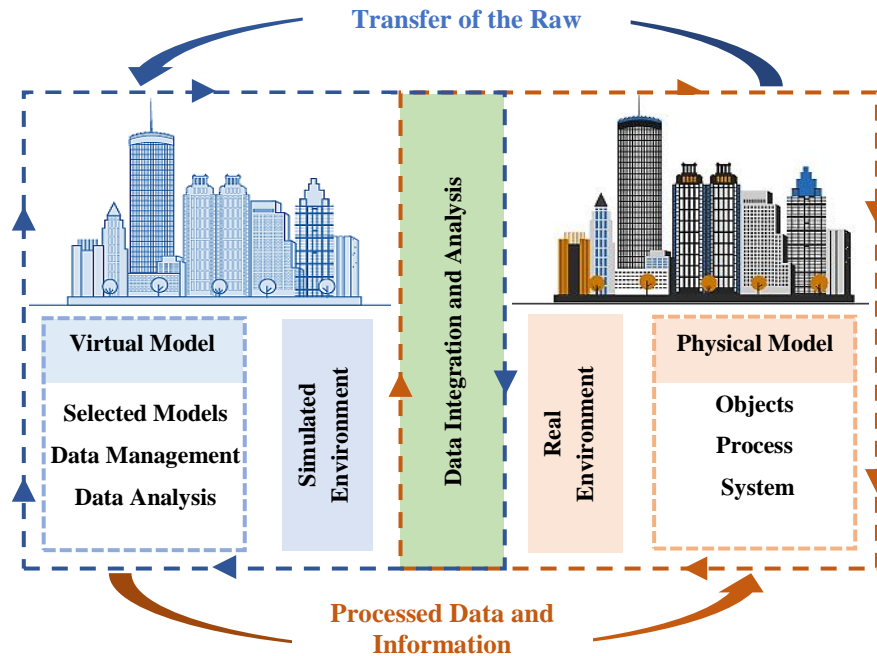 Transfer of the Raw
Data Integration and Analysis
Virtual Model
Selected Models
Data Management
Data Analysis
Simulated
Environment
Real
Environment
Physical Model
Objects
Process
System
Processed Data and
Information